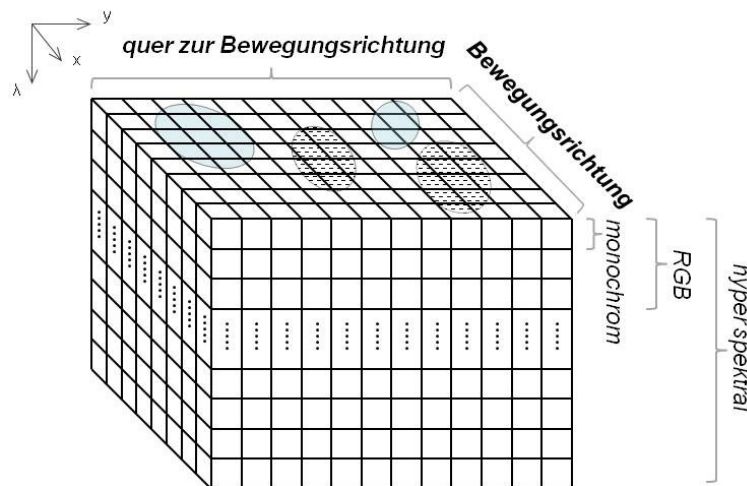 y
x
λ
quer zur Bewegungsrichtung
Bewegungsrichtung
monochrom
RGB
hyper spektral